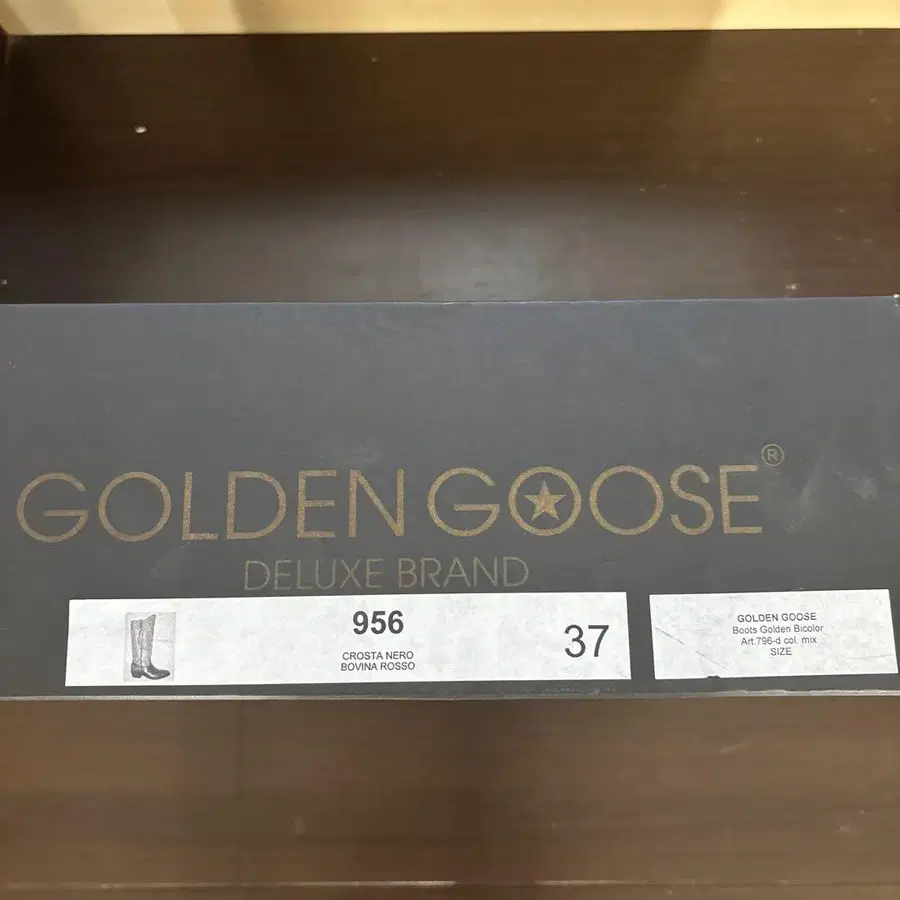 GOLDEN GOOSE®
DELUXE BRAND
956
CROSTA NERO
BOVINA ROSSO
37
GOLDEN GOOSE
Boots Golden Bicolor
Art.796-d col. mix
SIZE